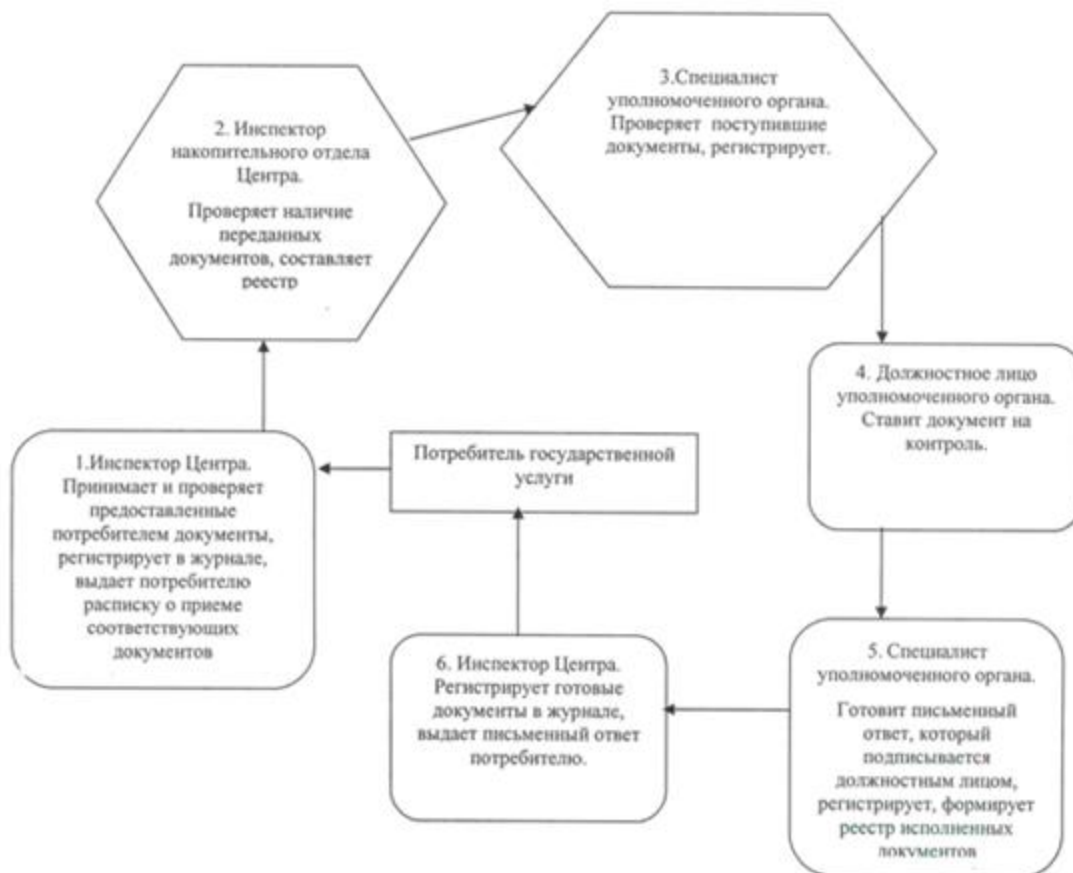 3.Специалист
уполномоченного органа.
Проверяет поступившие
документы, регистрирует.
2. Инспектор
накопительного отдела
Центра.
Проверяет наличие
переданных
документов, составляет
реестр
4. Должностное лицо
уполномоченного органа.
Ставит документ на
контроль.
Потребитель государственной
услуги
1.Инспектор Центра.
Принимает и проверяет
предоставленные
потребителем документы,
регистрирует в журнале,
выдает потребителю
расписку о приеме
соответствующих
документов
6. Инспектор Центра.
Регистрирует готовые
документы в журнале,
выдает письменный ответ
потребителю.
5. Специалист
уполномоченного органа.
Готовит письменный
ответ, который
подписывается
должностным лицом,
регистрирует, формирует
реестр исполненных
документов